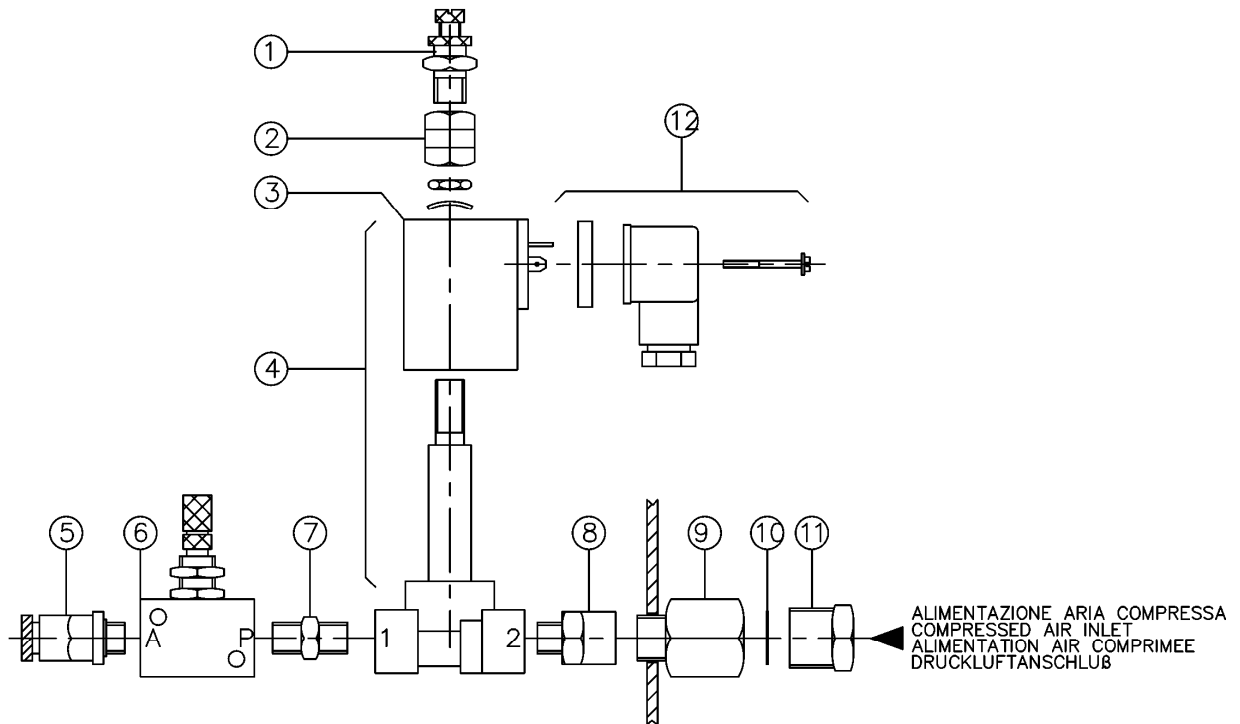 1
12
2
3
4
5
6
7
8
9
10
11
A
P
1
2
ALIMENTAZIONE ARIA COMPRESSA
COMPRESSED AIR INLET
ALIMENTATION AIR COMPRIMEE
DRUCKLUFTANSCHLUß